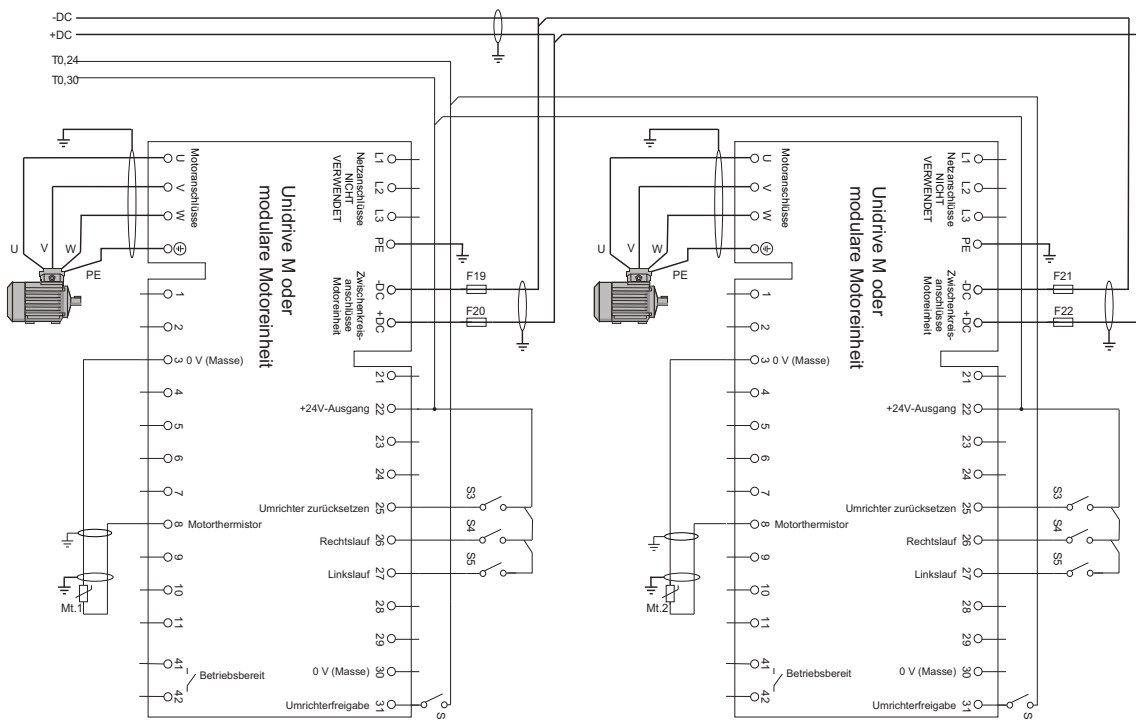 -DC
+DC
T0,24
T0,30
U
V
W
Motoranschlüsse
U
V
W
PE
Unidrive M oder
modulare Motoreinheit
L1
L2
L3
PE
Netzanschlüsse
NICHT
VERWENDET
-DC
+DC
Zwischenkreis-
anschlüsse
Motoreinheit
F19
F20
1
2
3 0 V (Masse)
4
5
6
7
8 Motorthermistor
9
10
11
41
42
Betriebsbereit
Mt.1
21
+24V-Ausgang 22
23
24
Umrichter zurücksetzen 25
Rechtslauf 26
Linkslauf 27
28
29
0 V (Masse) 30
Umrichterfreigabe 31
S3
S4
S5
S
U
V
W
Motoranschlüsse
U
V
W
PE
Unidrive M oder
modulare Motoreinheit
L1
L2
L3
PE
Netzanschlüsse
NICHT
VERWENDET
-DC
+DC
Zwischenkreis-
anschlüsse
Motoreinheit
F21
F22
1
2
3 0 V (Masse)
4
5
6
7
8 Motorthermistor
9
10
11
41
42
Betriebsbereit
Mt.2
21
+24V-Ausgang 22
23
24
Umrichter zurücksetzen 25
Rechtslauf 26
Linkslauf 27
28
29
0 V (Masse) 30
Umrichterfreigabe 31
S3
S4
S5
S